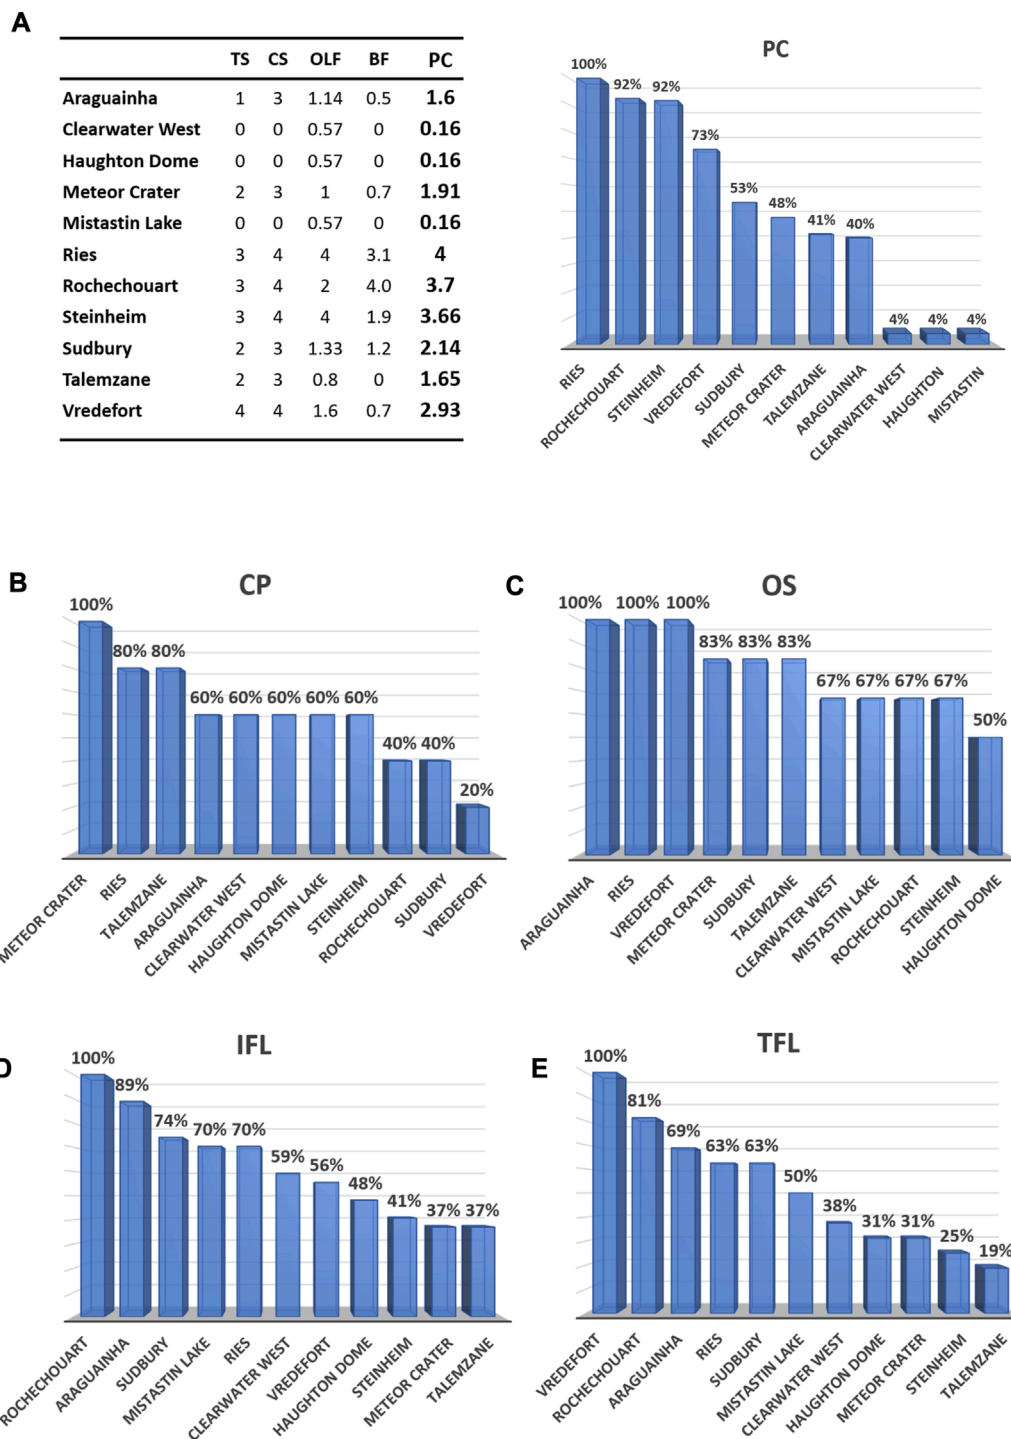 A
TS CS OLF BF PC
Araguainha 1 3 1.14 0.5 1.6
Clearwater West 0 0 0.57 0 0.16
Haughton Dome 0 0 0.57 0 0.16
Meteor Crater 2 3 1 0.7 1.91
Mistastin Lake 0 0 0.57 0 0.16
Ries 3 4 4 3.1 4
Rochechouart 3 4 2 4.0 3.7
Steinheim 3 4 4 1.9 3.66
Sudbury 2 3 1.33 1.2 2.14
Talemzane 2 3 0.8 0 1.65
Vredefort 4 4 1.6 0.7 2.93
PC
100% 92% 92% 73% 53% 48% 41% 40% 4% 4% 4%
RIES
ROCHECHOUART
STEINHEIM
VREDEFORT
SUDBURY
METEOR CRATER
TALEMZANE
ARAGUAINHA
CLEARWATER WEST
HAUGHTON
MISTASTIN
B
CP
100% 80% 80% 60% 60% 60% 60% 60% 40% 40% 20%
METEOR CRATER
RIES
TALEMZANE
ARAGUAINHA
CLEARWATER WEST
HAUGHTON DOME
MISTASTIN LAKE
STEINHEIM
ROCHECHOUART
SUDBURY
VREDEFORT
C
OS
100% 100% 100% 83% 83% 83% 67% 67% 67% 67% 50%
ARAGUAINHA
RIES
VREDEFORT
METEOR CRATER
SUDBURY
TALEMZANE
CLEARWATER WEST
MISTASTIN LAKE
ROCHECHOUART
STEINHEIM
HAUGHTON DOME
D
IFL
100% 89% 74% 70% 70% 59% 56% 48% 41% 37% 37%
ROCHECHOUART
ARAGUAINHA
SUDBURY
MISTASTIN LAKE
RIES
CLEARWATER WEST
VREDEFORT
HAUGHTON DOME
STEINHEIM
METEOR CRATER
TALEMZANE
E
TFL
100% 81% 69% 63% 63% 50% 38% 31% 31% 25% 19%
VREDEFORT
ROCHECHOUART
ARAGUAINHA
RIES
SUDBURY
MISTASTIN LAKE
CLEARWATER WEST
HAUGHTON DOME
METEOR CRATER
STEINHEIM
TALEMZANE